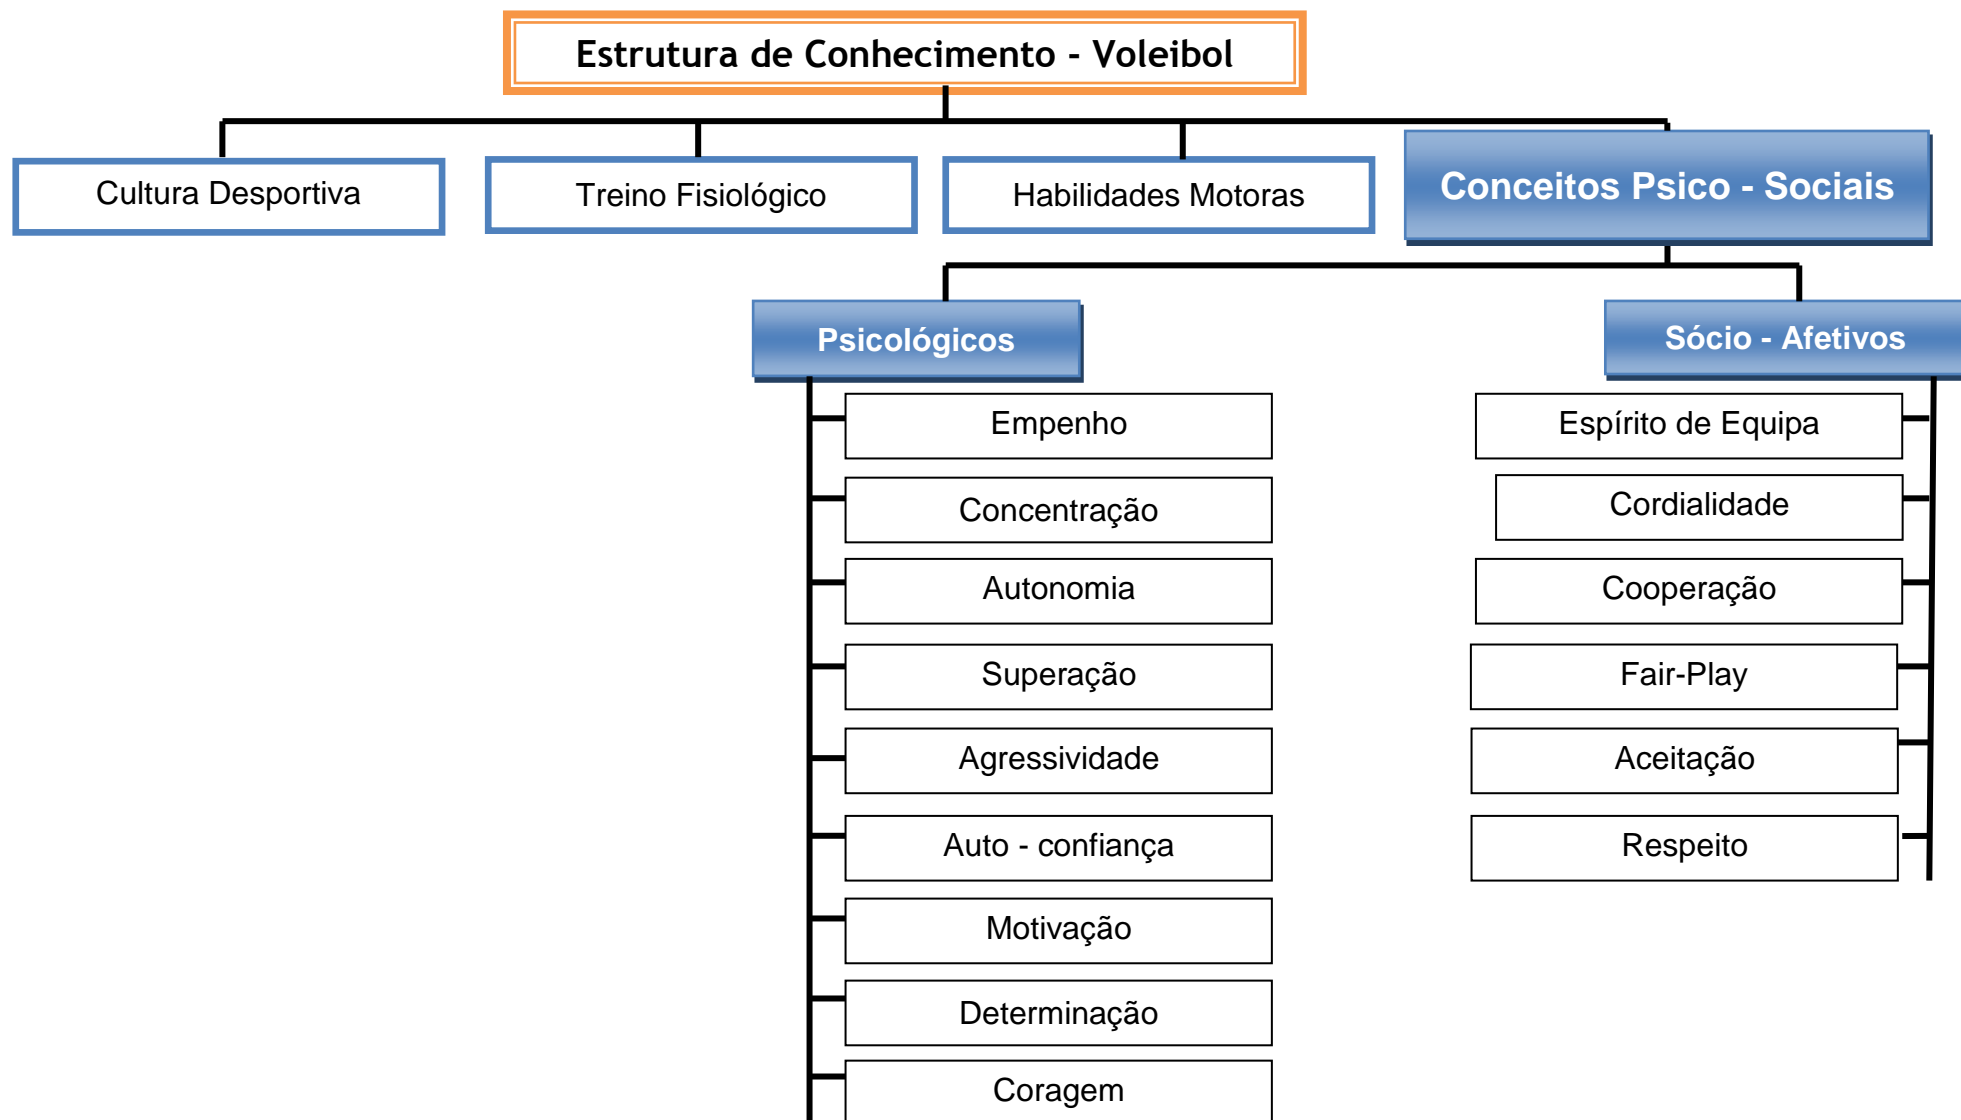 Estrutura de Conhecimento - Voleibol
Cultura Desportiva
Treino Fisiológico
Habilidades Motoras
Conceitos Psico - Sociais
Psicológicos
Sócio - Afetivos
Empenho
Concentração
Autonomia
Superação
Agressividade
Auto - confiança
Motivação
Determinação
Coragem
Espírito de Equipa
Cordialidade
Cooperação
Fair-Play
Aceitação
Respeito